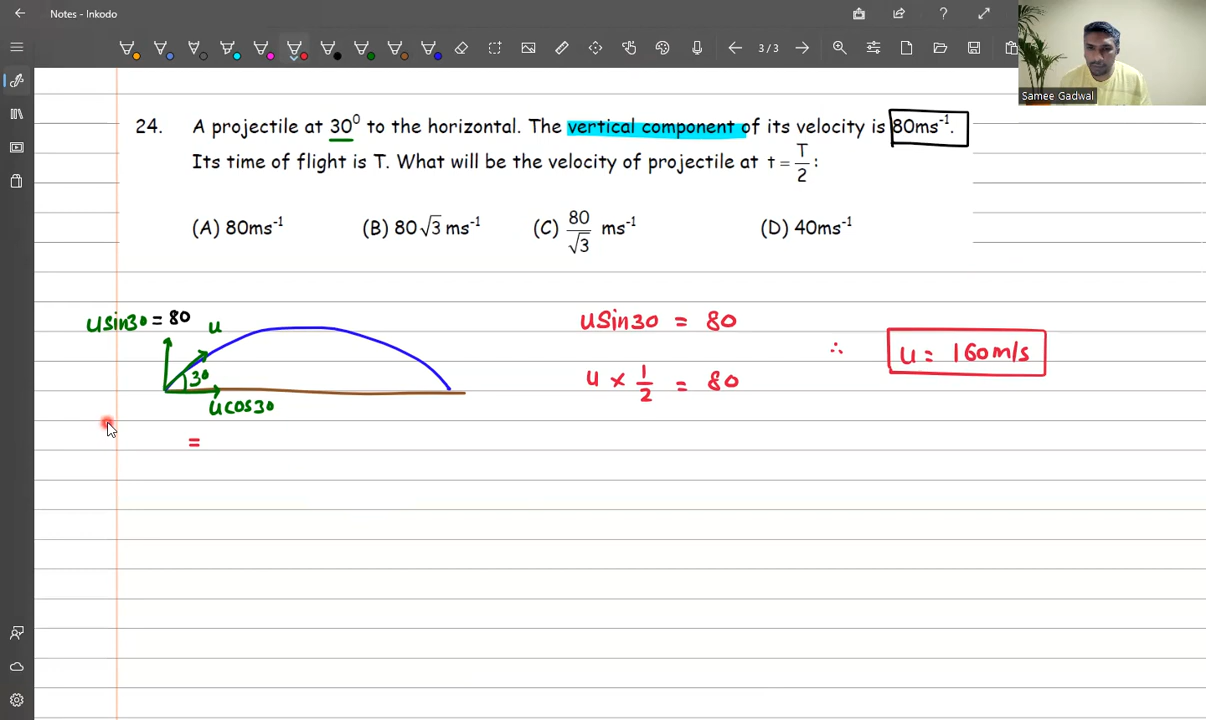 Notes - Inkodo
3/3
Samee Gadwal
24. A projectile at 30⁰ to the horizontal. The vertical component of its velocity is 80ms⁻¹.
Its time of flight is T. What will be the velocity of projectile at t = T/2 :
(A) 80ms⁻¹ (B) 80√3 ms⁻¹ (C) 80/√3 ms⁻¹ (D) 40ms⁻¹
usin30 = 80
u
30
ucos30
=
uSin30 = 80
u × 1/2 = 80
∴ u = 160m/s